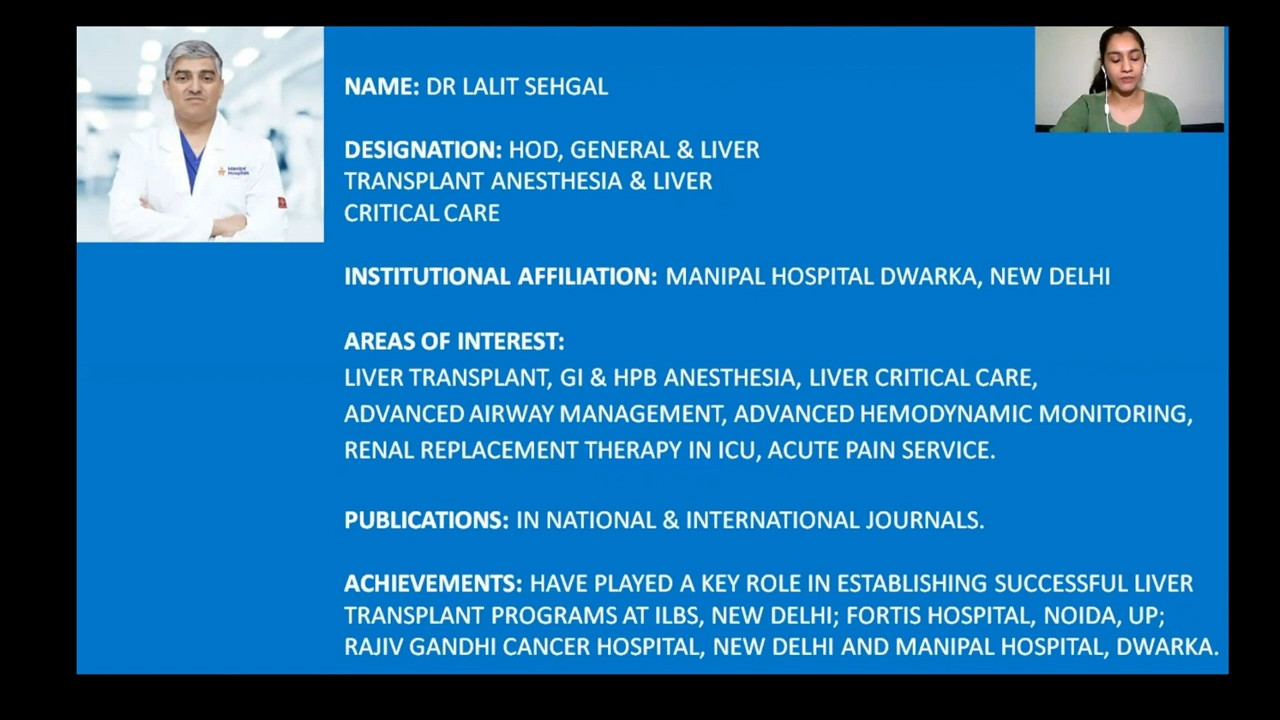 NAME: DR LALIT SEHGAL
DESIGNATION: HOD, GENERAL & LIVER
TRANSPLANT ANESTHESIA & LIVER
CRITICAL CARE
INSTITUTIONAL AFFILIATION: MANIPAL HOSPITAL DWARKA, NEW DELHI
AREAS OF INTEREST:
LIVER TRANSPLANT, GI & HPB ANESTHESIA, LIVER CRITICAL CARE,
ADVANCED AIRWAY MANAGEMENT, ADVANCED HEMODYNAMIC MONITORING,
RENAL REPLACEMENT THERAPY IN ICU, ACUTE PAIN SERVICE.
PUBLICATIONS: IN NATIONAL & INTERNATIONAL JOURNALS.
ACHIEVEMENTS: HAVE PLAYED A KEY ROLE IN ESTABLISHING SUCCESSFUL LIVER
TRANSPLANT PROGRAMS AT ILBS, NEW DELHI; FORTIS HOSPITAL, NOIDA, UP;
RAJIV GANDHI CANCER HOSPITAL, NEW DELHI AND MANIPAL HOSPITAL, DWARKA.